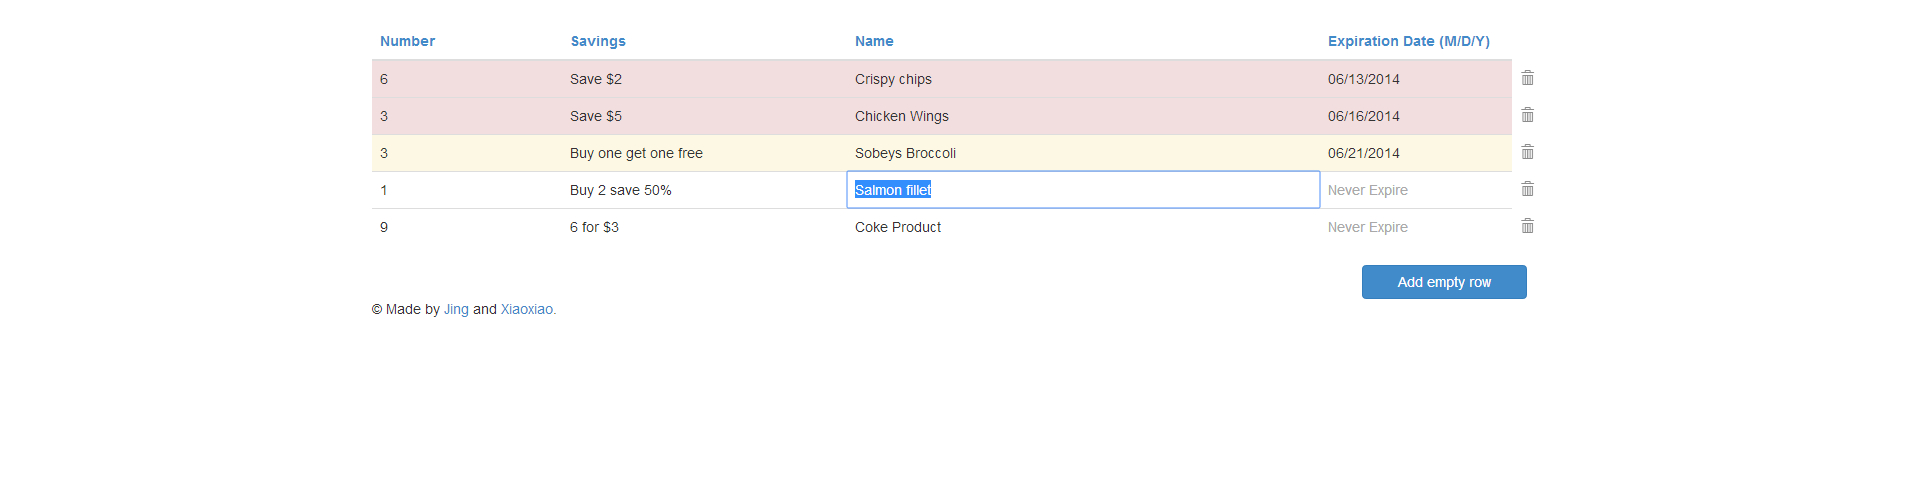 Number Savings Name Expiration Date (M/D/Y)
6 Save $2 Crispy chips 06/13/2014
3 Save $5 Chicken Wings 06/16/2014
3 Buy one get one free Sobeys Broccoli 06/21/2014
1 Buy 2 save 50% Salmon fillet Never Expire
9 6 for $3 Coke Product Never Expire
Add empty row
© Made by Jing and Xiaoxiao.